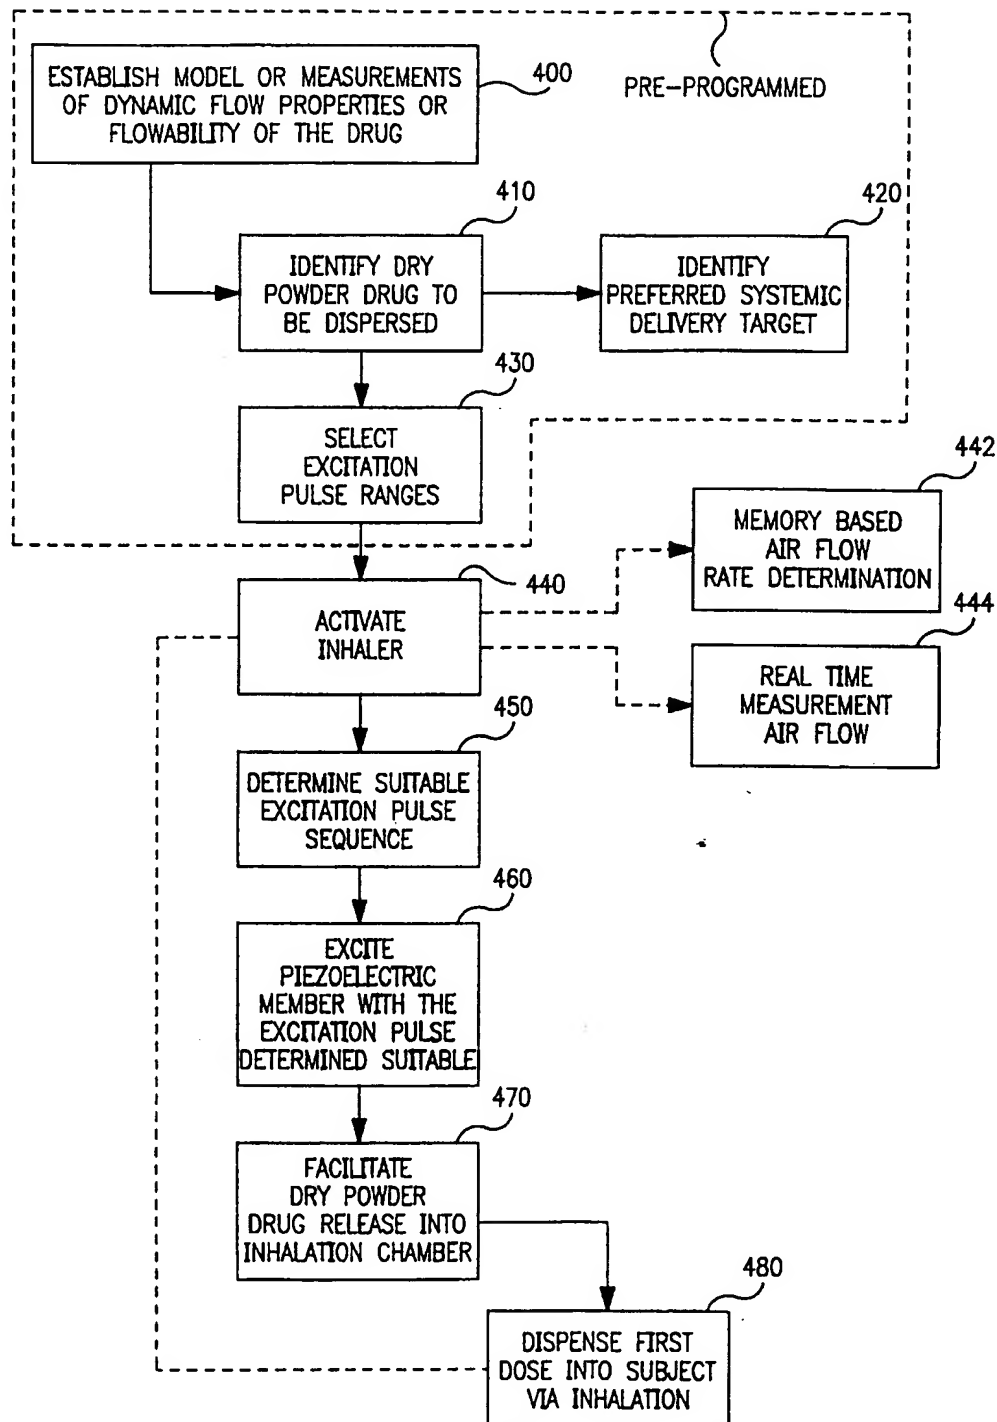 ESTABLISH MODEL OR MEASUREMENTS
OF DYNAMIC FLOW PROPERTIES OR
FLOWABILITY OF THE DRUG
400
PRE-PROGRAMMED
410
IDENTIFY DRY
POWDER DRUG TO
BE DISPERSED
420
IDENTIFY
PREFERRED SYSTEMIC
DELIVERY TARGET
430
SELECT
EXCITATION
PULSE RANGES
442
MEMORY BASED
AIR FLOW
RATE DETERMINATION
440
ACTIVATE
INHALER
444
REAL TIME
MEASUREMENT
AIR FLOW
450
DETERMINE SUITABLE
EXCITATION PULSE
SEQUENCE
460
EXCITE
PIEZOELECTRIC
MEMBER WITH THE
EXCITATION PULSE
DETERMINED SUITABLE
470
FACILITATE
DRY POWDER
DRUG RELEASE INTO
INHALATION CHAMBER
480
DISPENSE FIRST
DOSE INTO SUBJECT
VIA INHALATION